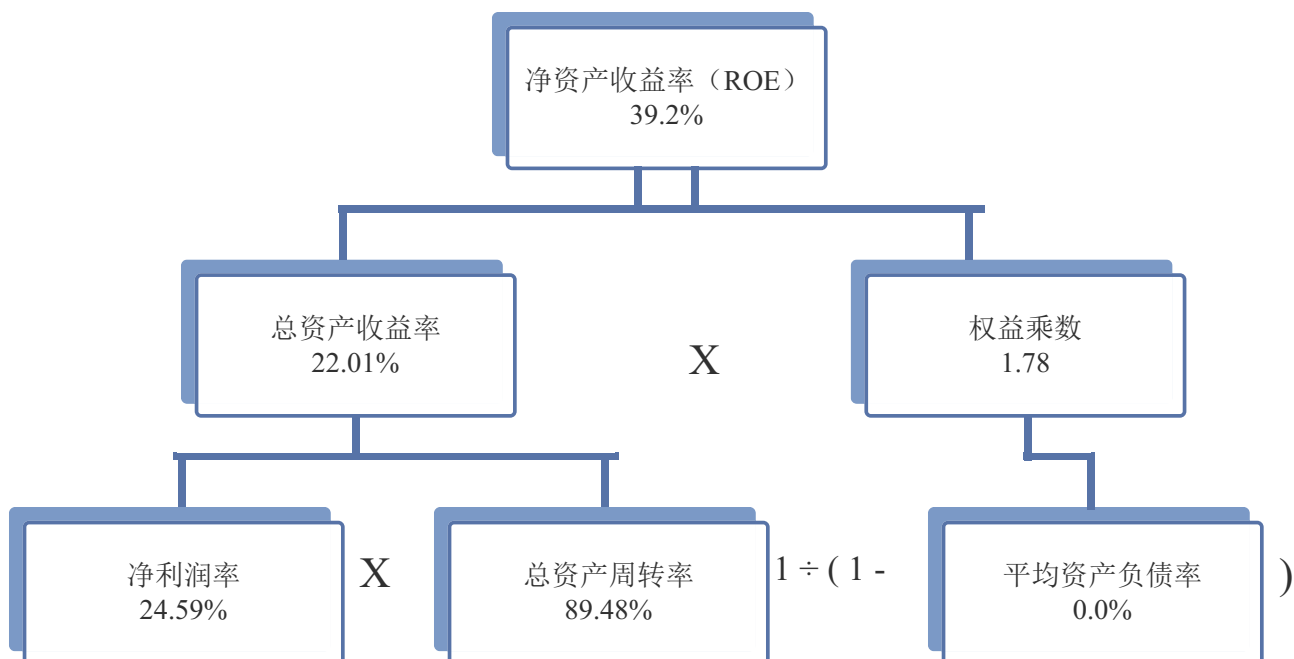 净资产收益率（ROE）
39.2%
总资产收益率
22.01%
X
权益乘数
1.78
净利润率
24.59%
X
总资产周转率
89.48%
1 ÷ ( 1 -
平均资产负债率
0.0%
)